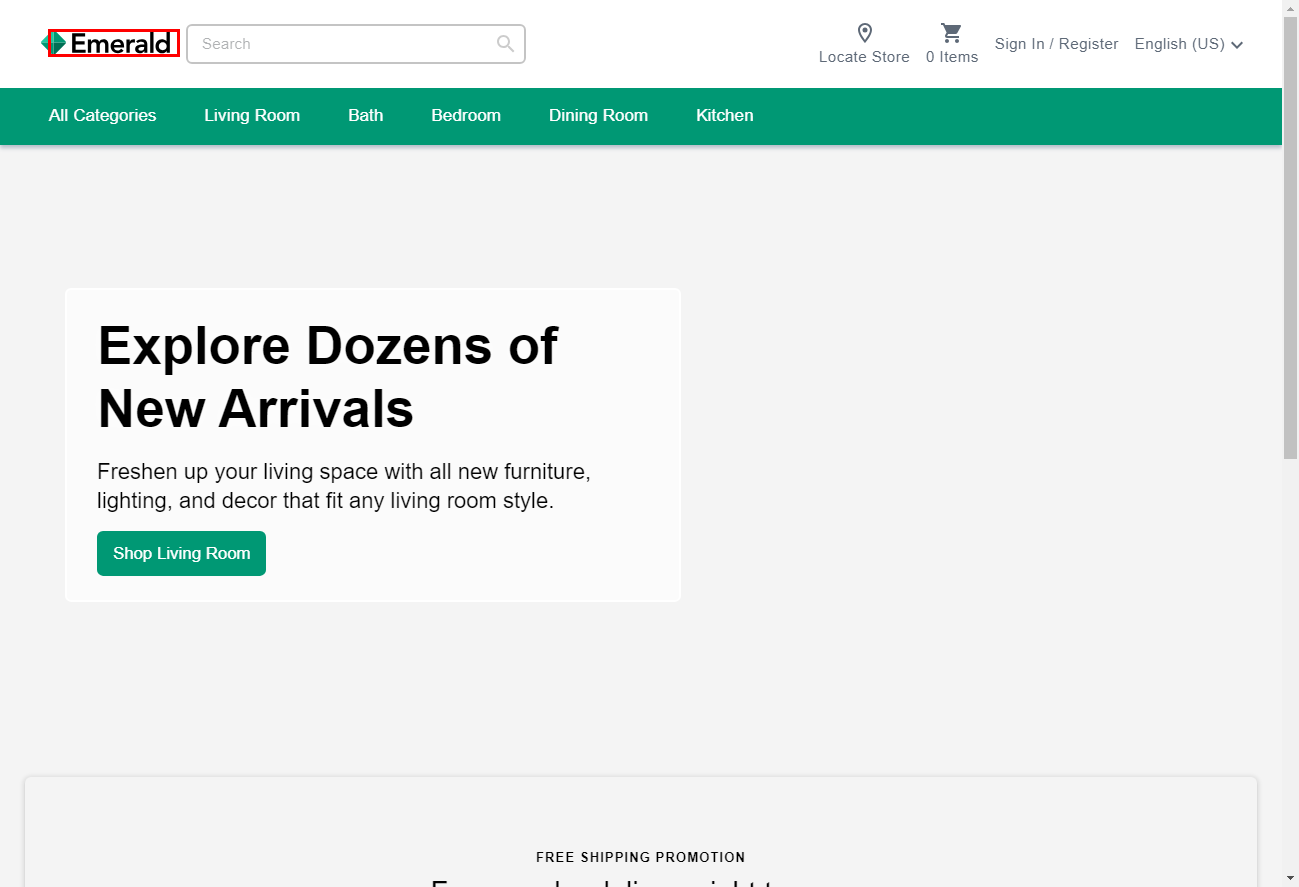 Emerald
Search
Locate Store
0 Items
Sign In / Register
English (US)
All Categories
Living Room
Bath
Bedroom
Dining Room
Kitchen
Explore Dozens of
New Arrivals
Freshen up your living space with all new furniture,
lighting, and decor that fit any living room style.
Shop Living Room
FREE SHIPPING PROMOTION